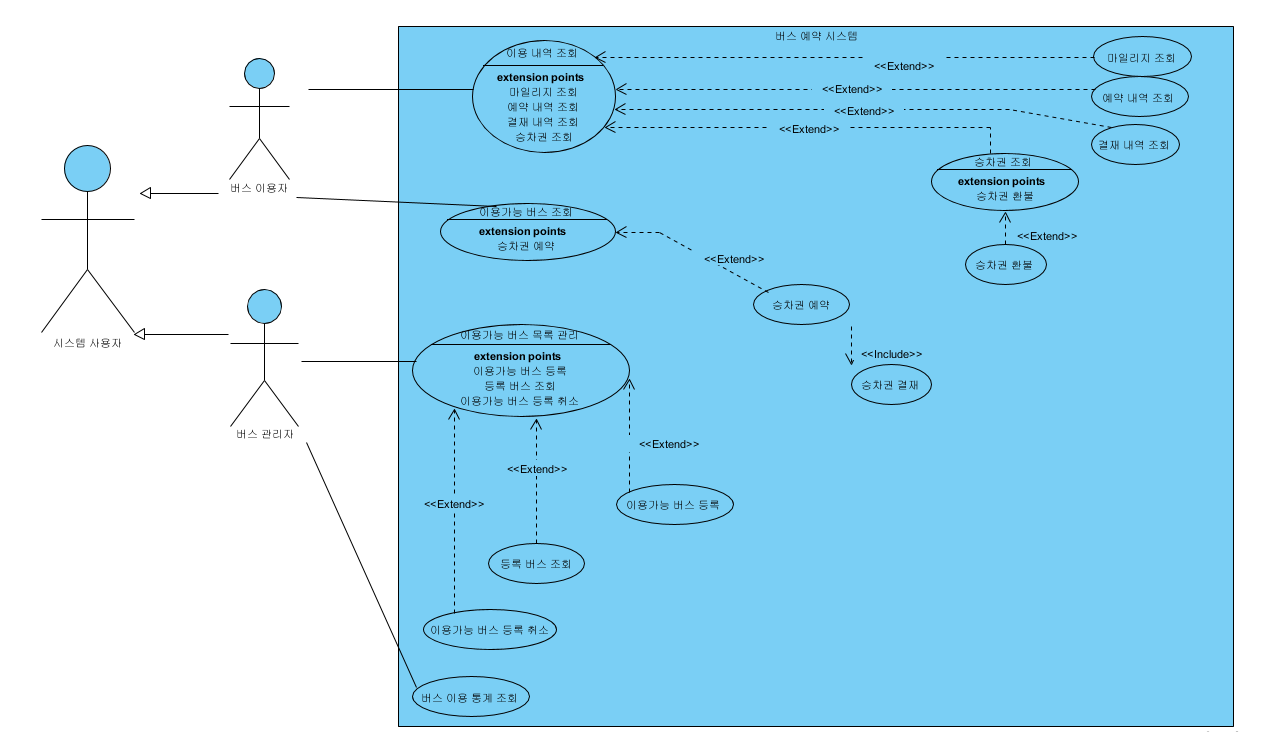 버스 예약 시스템
이용 내역 조회
extension points
마일리지 조회
예약 내역 조회
결재 내역 조회
승차권 조회
<<Extend>>
마일리지 조회
<<Extend>>
예약 내역 조회
<<Extend>>
결재 내역 조회
<<Extend>>
승차권 조회
extension points
승차권 환불
<<Extend>>
승차권 환불
버스 이용자
이용가능 버스 조회
extension points
승차권 예약
<<Extend>>
승차권 예약
<<Include>>
승차권 결재
시스템 사용자
이용가능 버스 목록 관리
extension points
이용가능 버스 등록
등록 버스 조회
이용가능 버스 등록 취소
버스 관리자
<<Extend>>
<<Extend>>
<<Extend>>
이용가능 버스 등록
등록 버스 조회
이용가능 버스 등록 취소
버스 이용 통계 조회